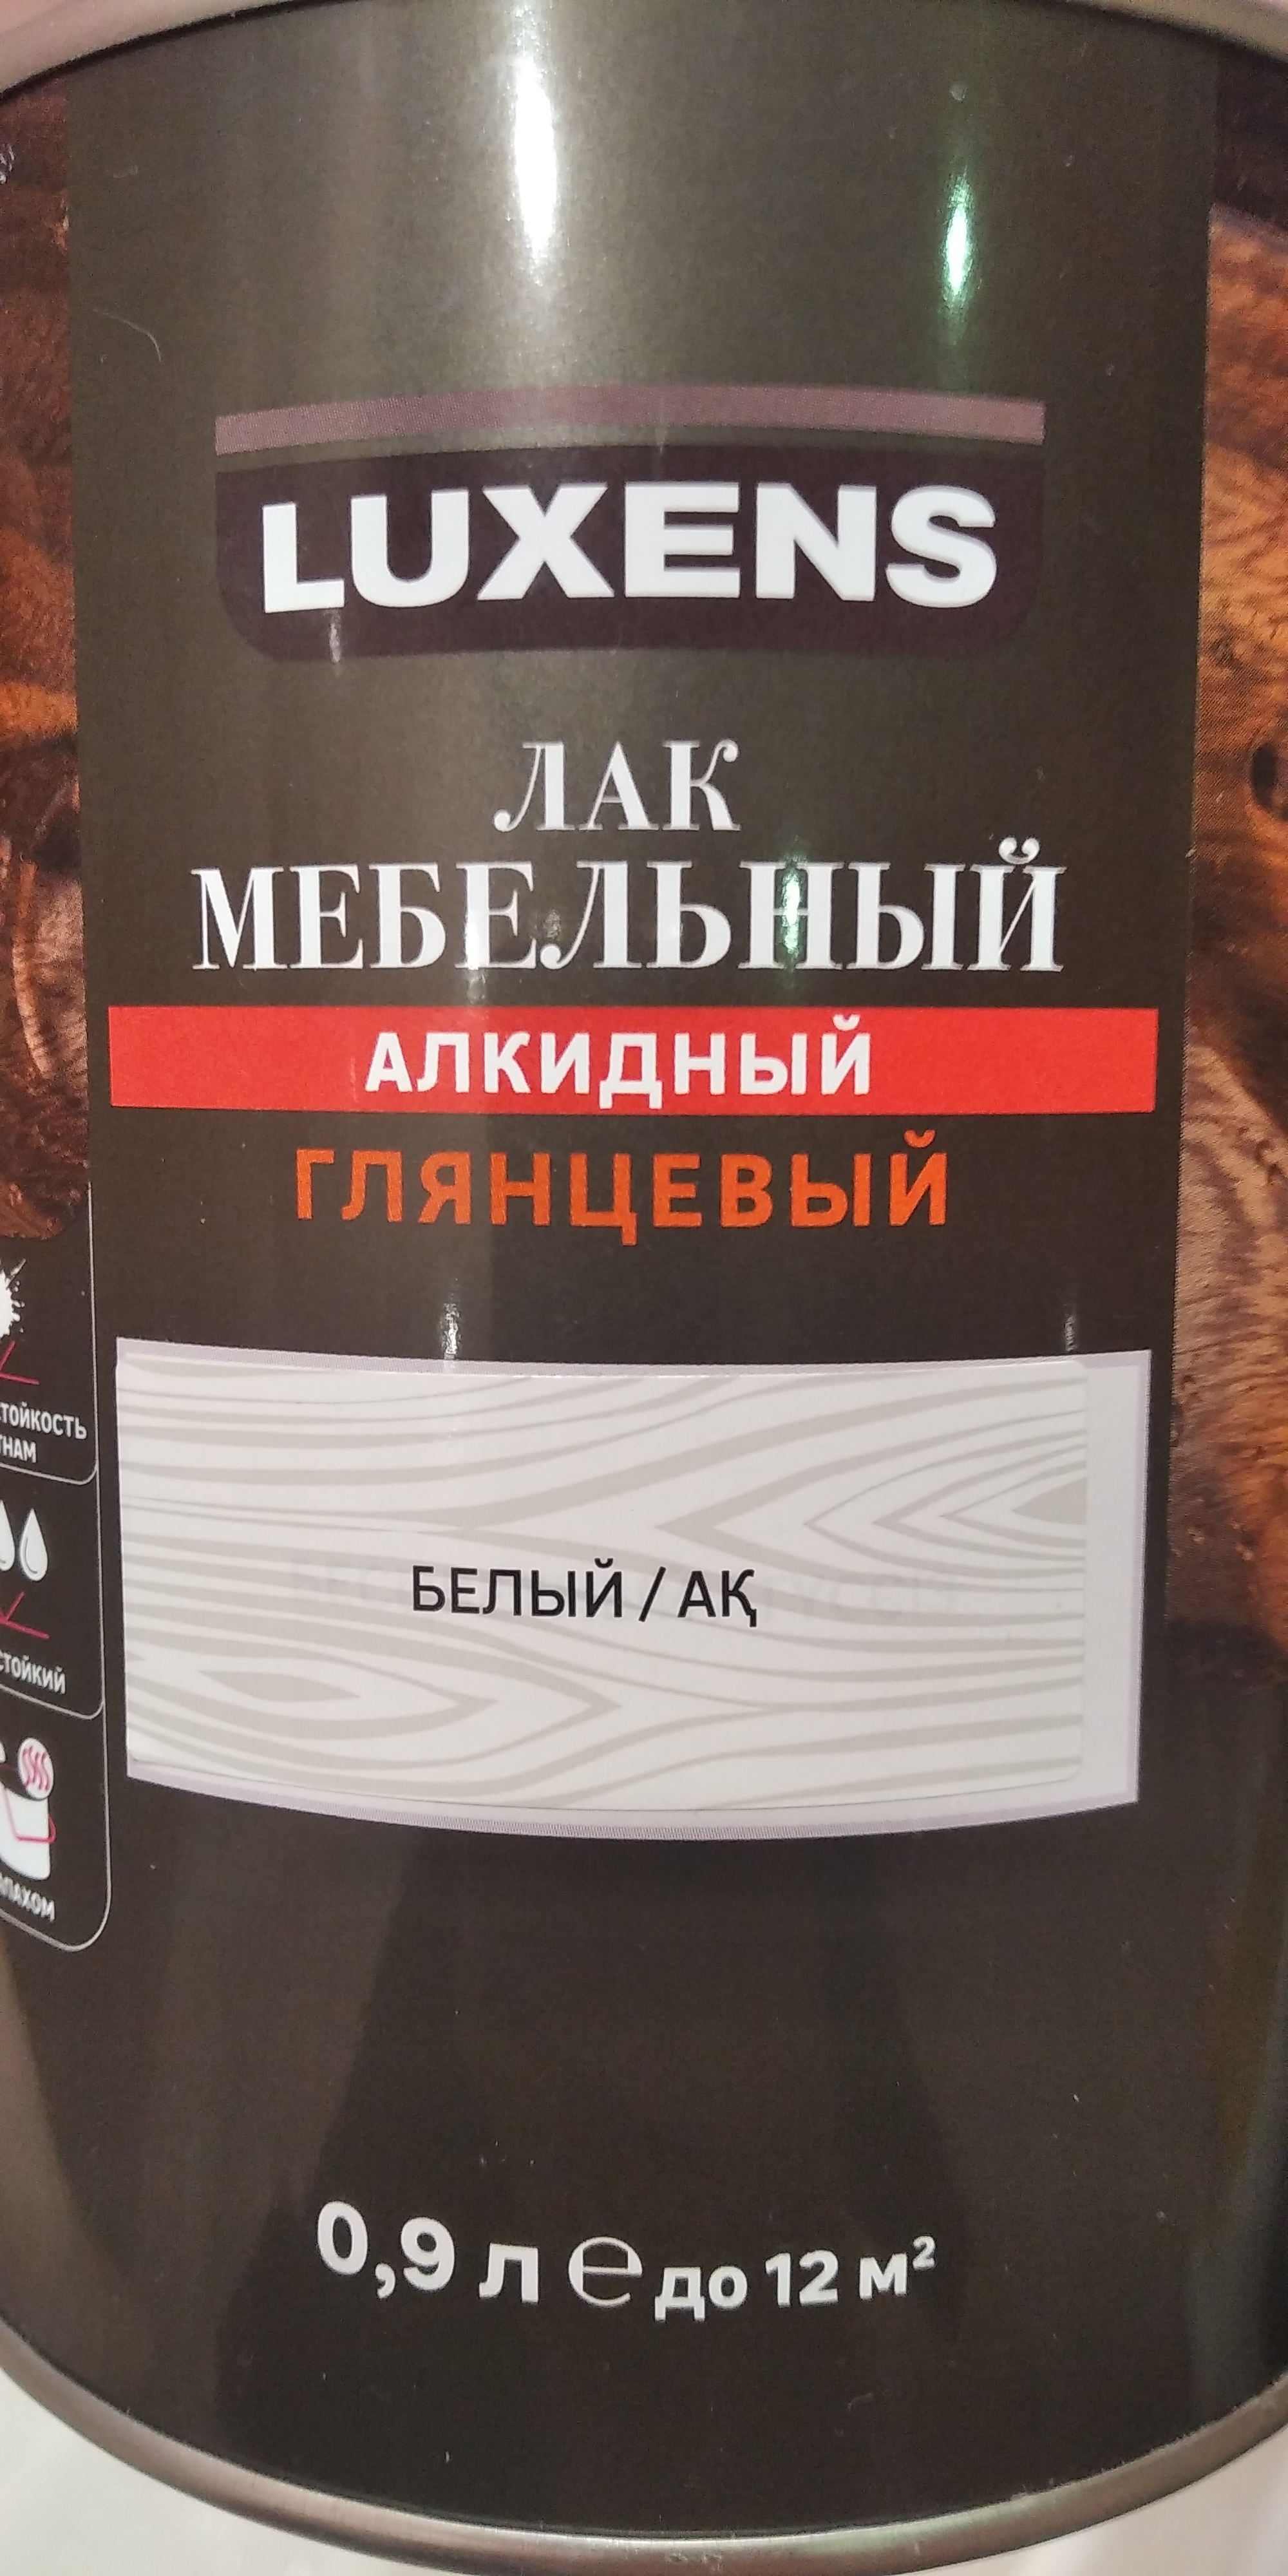 LUXENS
ЛАК
МЕБЕЛЬНЫЙ
АЛКИДНЫЙ
ГЛЯНЦЕВЫЙ
БЕЛЫЙ / АҚ
0,9 л ℮ до 12 м²